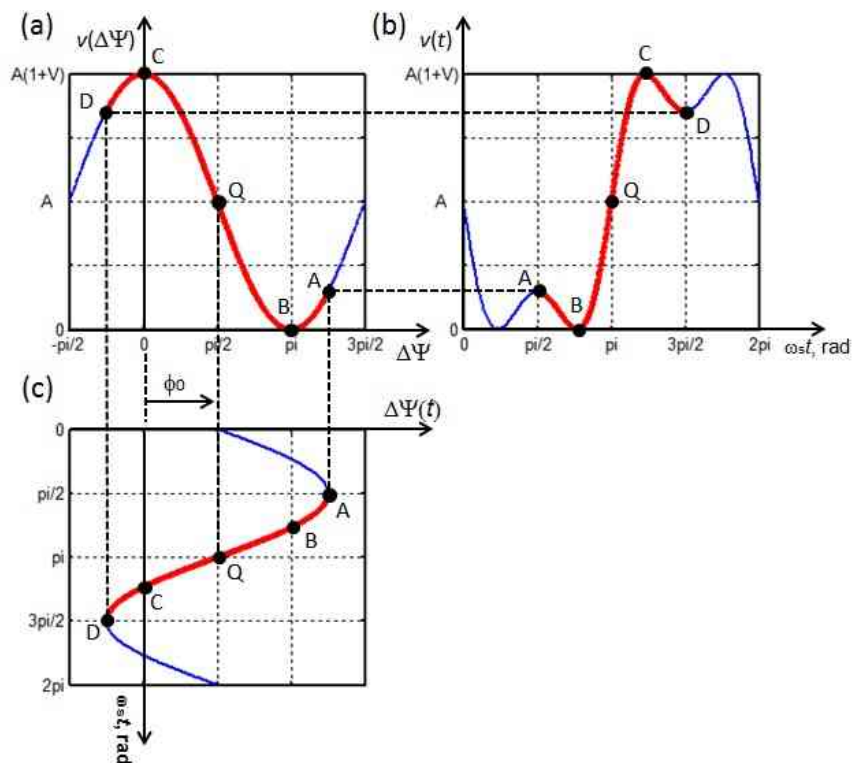 (a)
v(ΔΨ)
C
A(1+V)
D
Q
A
A
B
0
-pi/2 0 pi/2 pi 3pi/2
ΔΨ
(b)
v(t)
C
A(1+V)
D
Q
A
A
B
0
0 pi/2 pi 3pi/2 2pi
ωst, rad
(c)
ϕ0
ΔΨ(t)
0
pi/2
A
B
pi
Q
C
3pi/2
D
2pi
ωst, rad